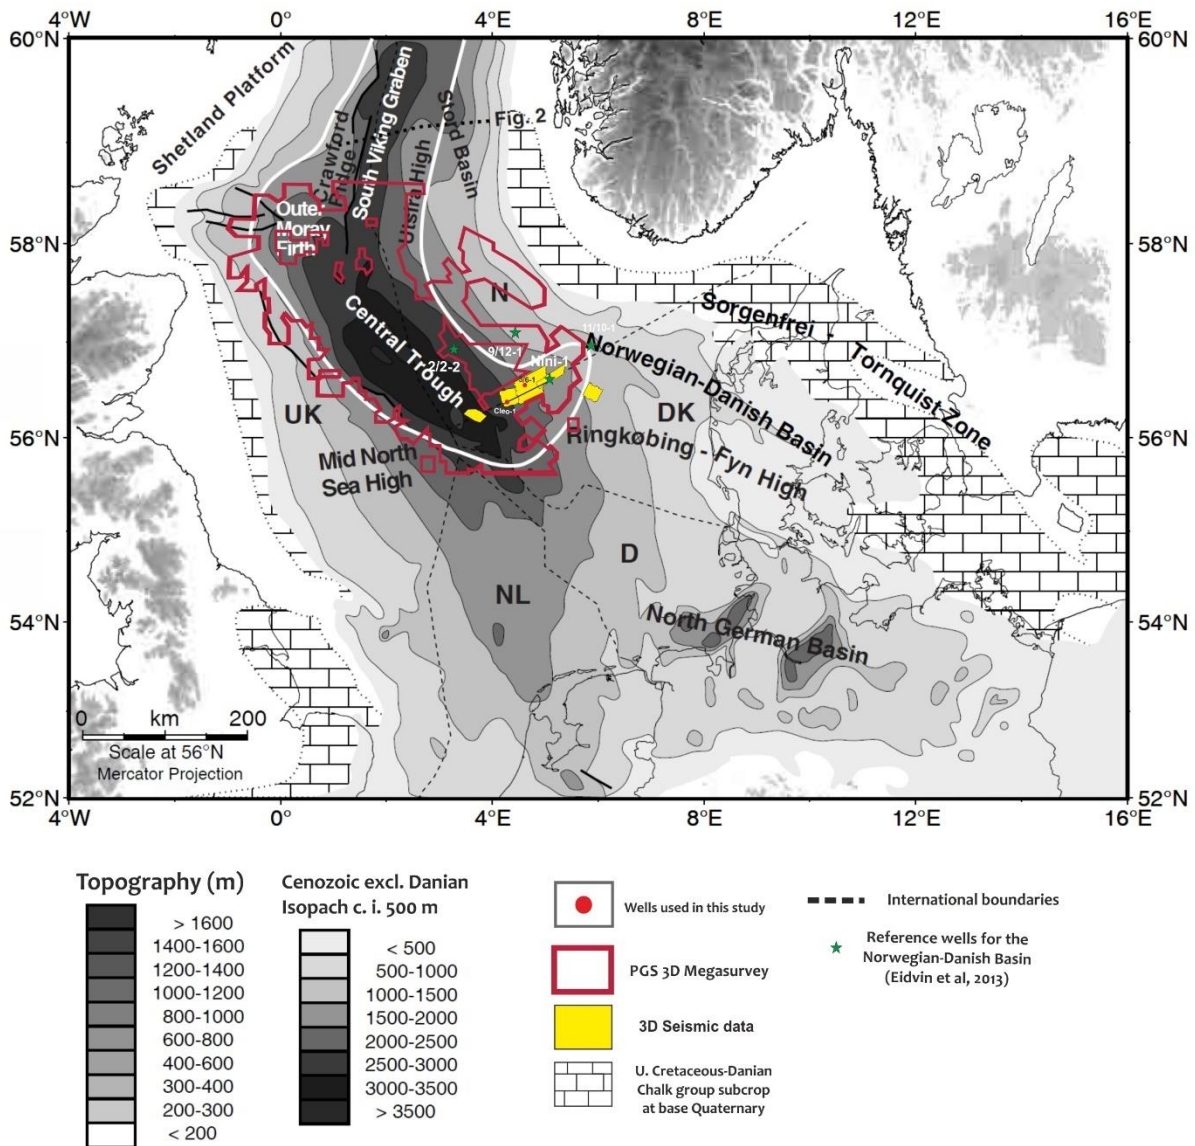 4°W
0°
4°E
8°E
12°E
16°E
60°N
60°N
Shetland Platform
Crawford
Ridge
South Viking Graben
Stord Basin
Fig. 2
Utsira High
Outer
Moray
Firth
58°N
58°N
N
Sorgenfrei -
Tornquist Zone
Central Trough
11/10-1
9/12-1
2/2-2
Nini-1
Norwegian-Danish Basin
Cleo-1
UK
DK
56°N
56°N
Ringkøbing - Fyn High
Mid North
Sea High
D
NL
North German Basin
54°N
54°N
0 km 200
Scale at 56°N
Mercator Projection
52°N
52°N
4°W
0°
4°E
8°E
12°E
16°E
Topography (m)
> 1600
1400-1600
1200-1400
1000-1200
800-1000
600-800
400-600
300-400
200-300
< 200
Cenozoic excl. Danian
Isopach c. i. 500 m
< 500
500-1000
1000-1500
1500-2000
2000-2500
2500-3000
3000-3500
> 3500
Wells used in this study
PGS 3D Megasurvey
3D Seismic data
U. Cretaceous-Danian
Chalk group subcrop
at base Quaternary
International boundaries
Reference wells for the
Norwegian-Danish Basin
(Eidvin et al, 2013)